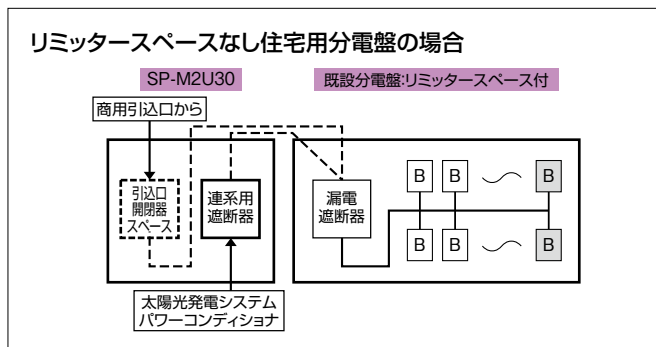 リミッタースペースなし住宅用分電盤の場合
SP-M2U30
既設分電盤:リミッタースペース付
商用引込口から
引込口
開閉器
スペース
連系用
遮断器
漏電
遮断器
B
B
B
B
B
B
太陽光発電システム
パワーコンディショナ